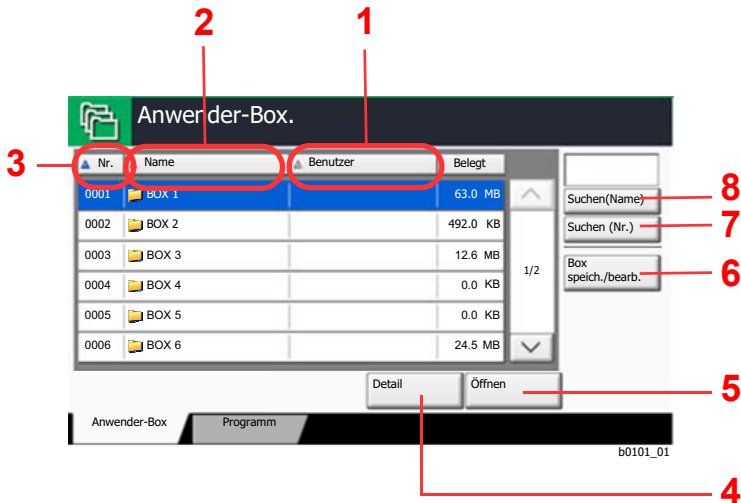 2 1
Anwender-Box.
3
Nr. Name Benutzer Belegt
0001 BOX 1 63.0 MB
Suchen(Name) 8
0002 BOX 2 492.0 KB
Suchen (Nr.) 7
0003 BOX 3 12.6 MB
1/2
Box
speich./bearb. 6
0004 BOX 4 0.0 KB
0005 BOX 5 0.0 KB
0006 BOX 6 24.5 MB
Detail Öffnen 5
Anwender-Box Programm
b0101_01
4